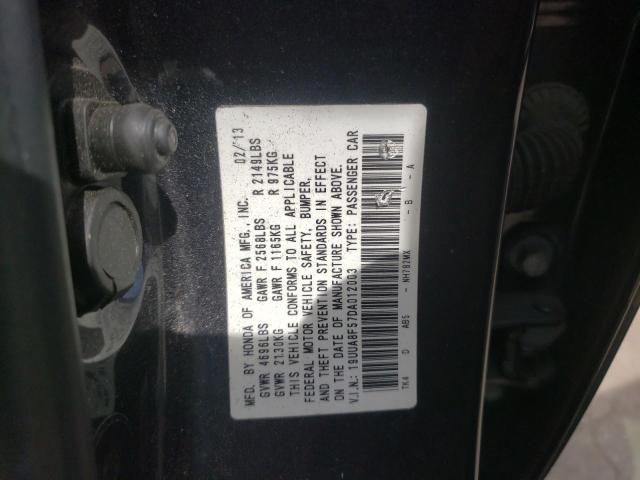 MFD. BY HONDA OF AMERICA MFG., INC. 02/13
GVWR 4696LBS GAWR F 2568LBS R 2149LBS
GVWR 2130KG GAWR F 1165KG R 975KG
THIS VEHICLE CONFORMS TO ALL APPLICABLE
FEDERAL MOTOR VEHICLE SAFETY, BUMPER,
AND THEFT PREVENTION STANDARDS IN EFFECT
ON THE DATE OF MANUFACTURE SHOWN ABOVE.
V.I.N.: 19UUA8F57DA012003 TYPE: PASSENGER CAR
TK4 D AB5 - NH782MX - B - A